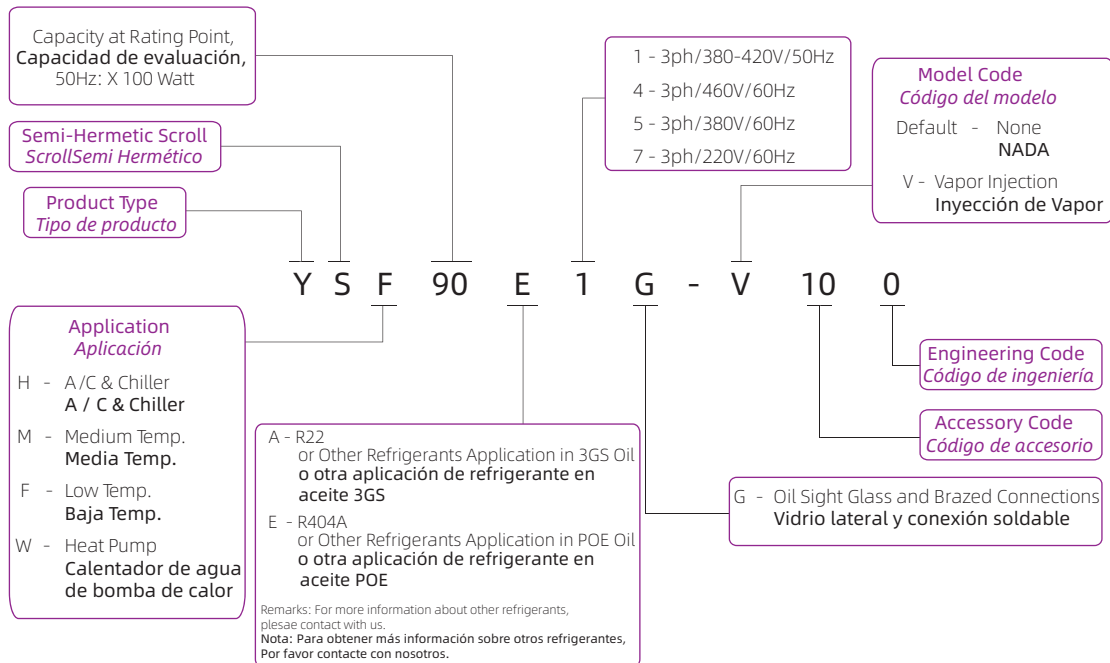 Capacity at Rating Point,
Capacidad de evaluación,
50Hz: X 100 Watt
Semi-Hermetic Scroll
ScrollSemi Hermético
Product Type
Tipo de producto
1 - 3ph/380-420V/50Hz
4 - 3ph/460V/60Hz
5 - 3ph/380V/60Hz
7 - 3ph/220V/60Hz
Model Code
Código del modelo
Default - None
NADA
V - Vapor Injection
Inyección de Vapor
Y S F 90 E 1 G - V 10 0
Application
Aplicación
H - A/C & Chiller
A / C & Chiller
M - Medium Temp.
Media Temp.
F - Low Temp.
Baja Temp.
W - Heat Pump
Calentador de agua
de bomba de calor
A - R22
or Other Refrigerants Application in 3GS Oil
o otra aplicación de refrigerante en
aceite 3GS
E - R404A
or Other Refrigerants Application in POE Oil
o otra aplicación de refrigerante en
aceite POE
Remarks: For more information about other refrigerants,
plesae contact with us.
Nota: Para obtener más información sobre otros refrigerantes,
Por favor contacte con nosotros.
Engineering Code
Código de ingeniería
Accessory Code
Código de accesorio
G - Oil Sight Glass and Brazed Connections
Vidrio lateral y conexión soldable